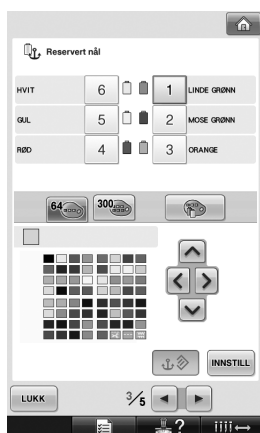 Reservert nål
HVIT 6 1 LINDE GRØNN
GUL 5 2 MOSE GRØNN
RØD 4 3 ORANGE
64 300
INNSTILL
LUKK 3/5
?